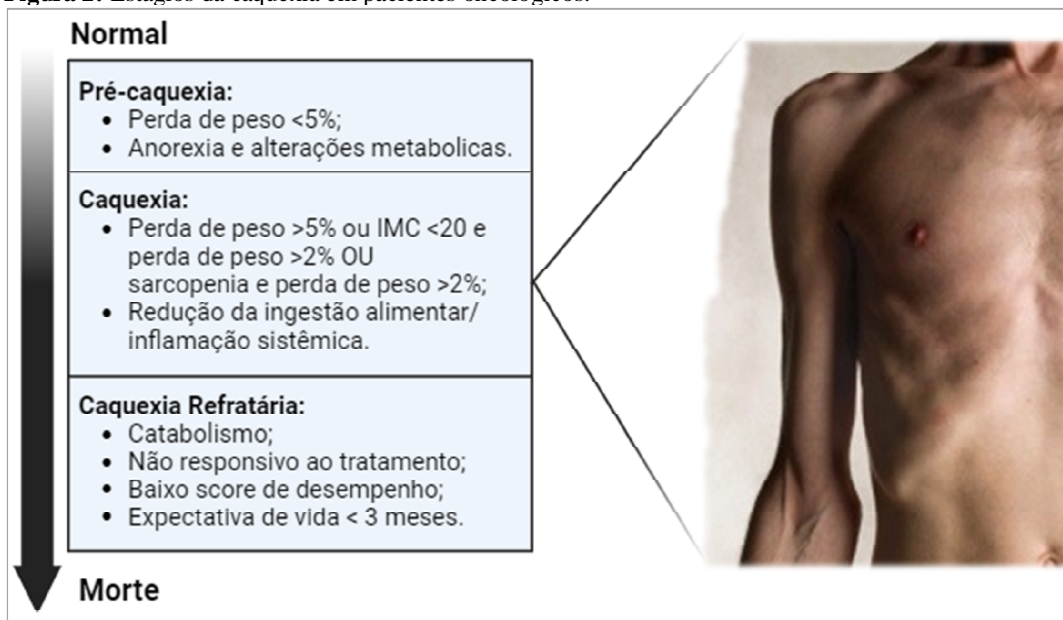 Normal
Pré-caquexia:
• Perda de peso <5%;
• Anorexia e alterações metabolicas.
Caquexia:
• Perda de peso >5% ou IMC <20 e
perda de peso >2% OU
sarcopenia e perda de peso >2%;
• Redução da ingestão alimentar/
inflamação sistêmica.
Caquexia Refratária:
• Catabolismo;
• Não responsivo ao tratamento;
• Baixo score de desempenho;
• Expectativa de vida < 3 meses.
Morte